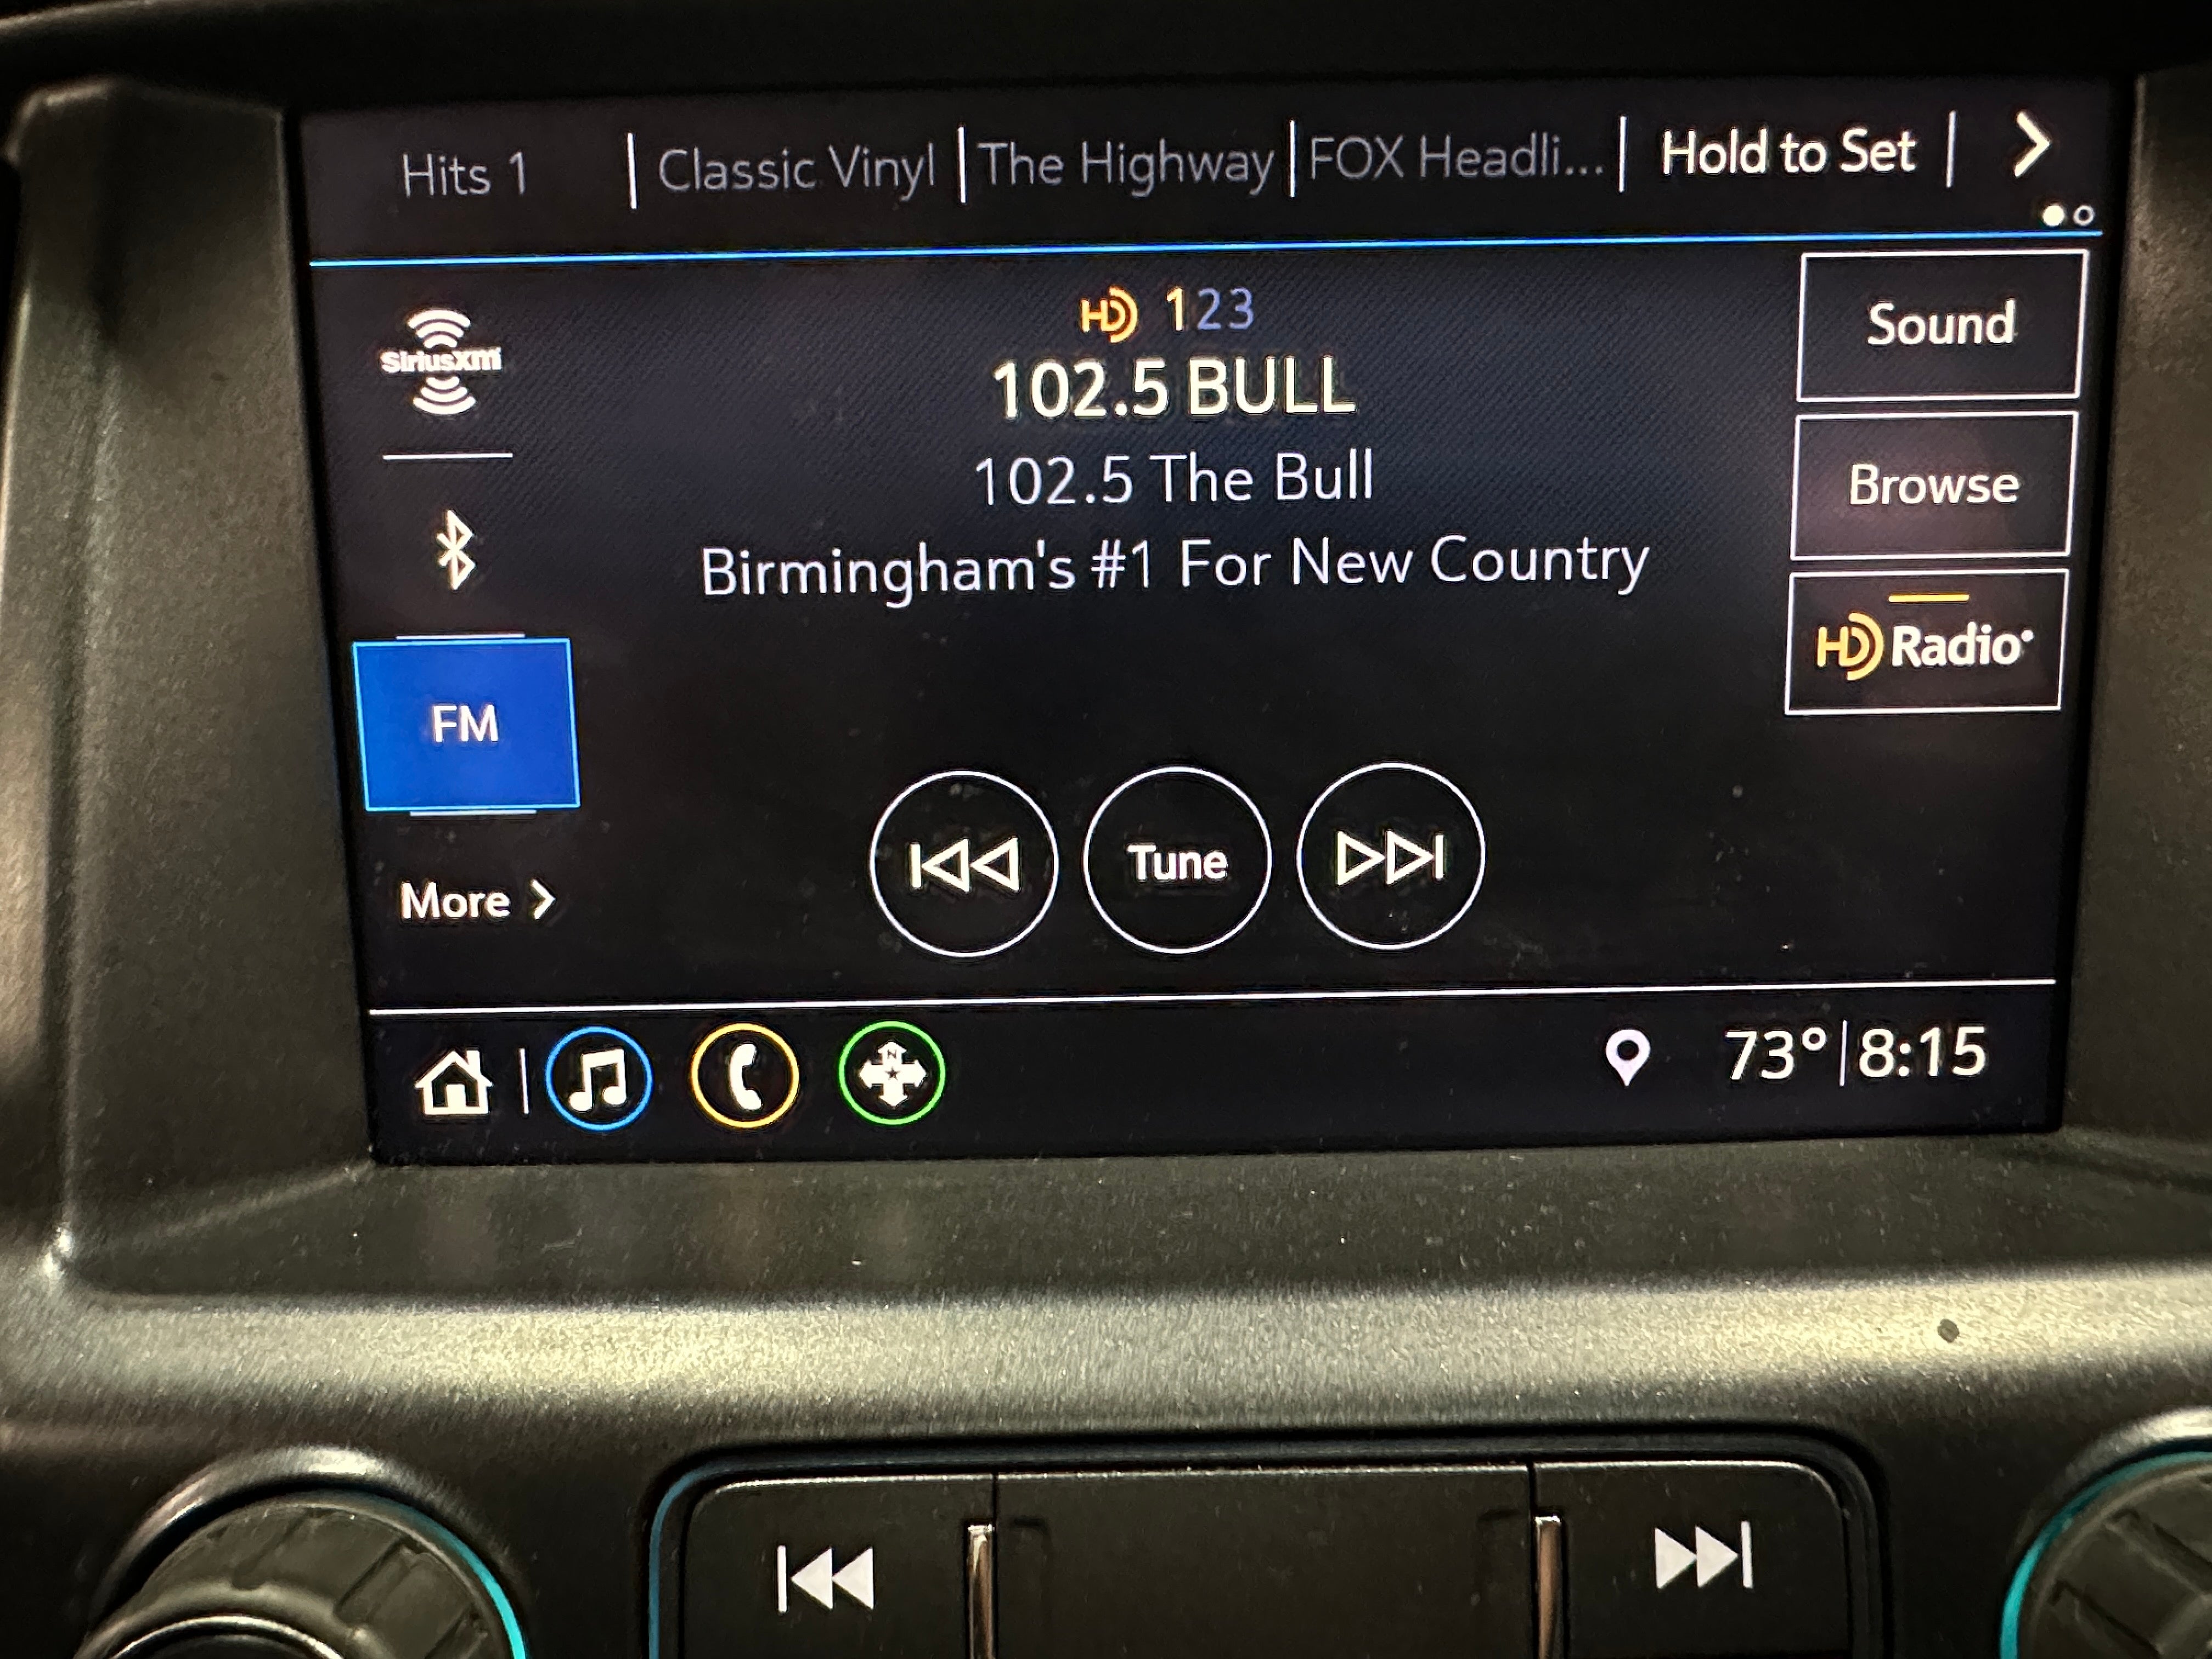 Hits 1 | Classic Vinyl | The Highway | FOX Headli... | Hold to Set |
HD 123
102.5 BULL
102.5 The Bull
Birmingham's #1 For New Country
SiriusXM
FM
More
Sound
Browse
HD Radio
Tune
N
73° | 8:15